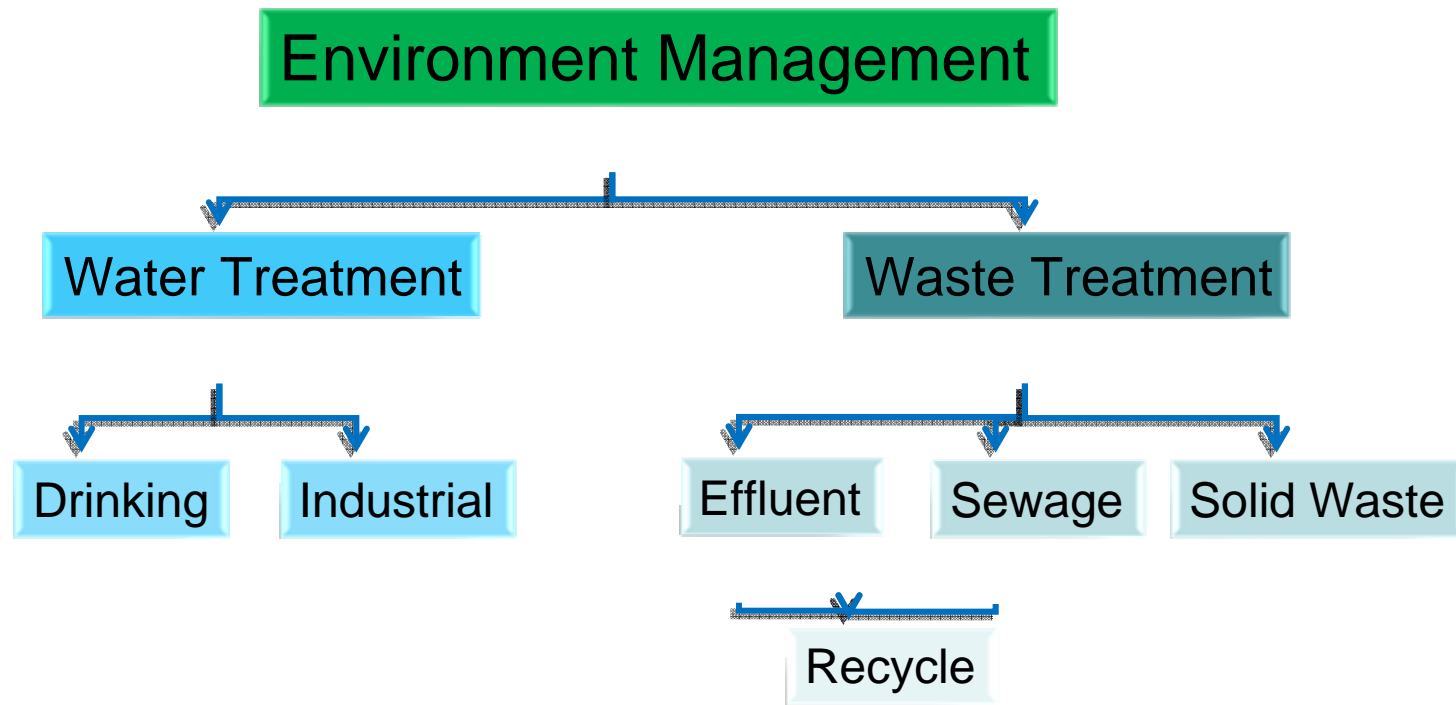 Environment Management
Water Treatment
Waste Treatment
Drinking
Industrial
Effluent
Sewage
Solid Waste
Recycle